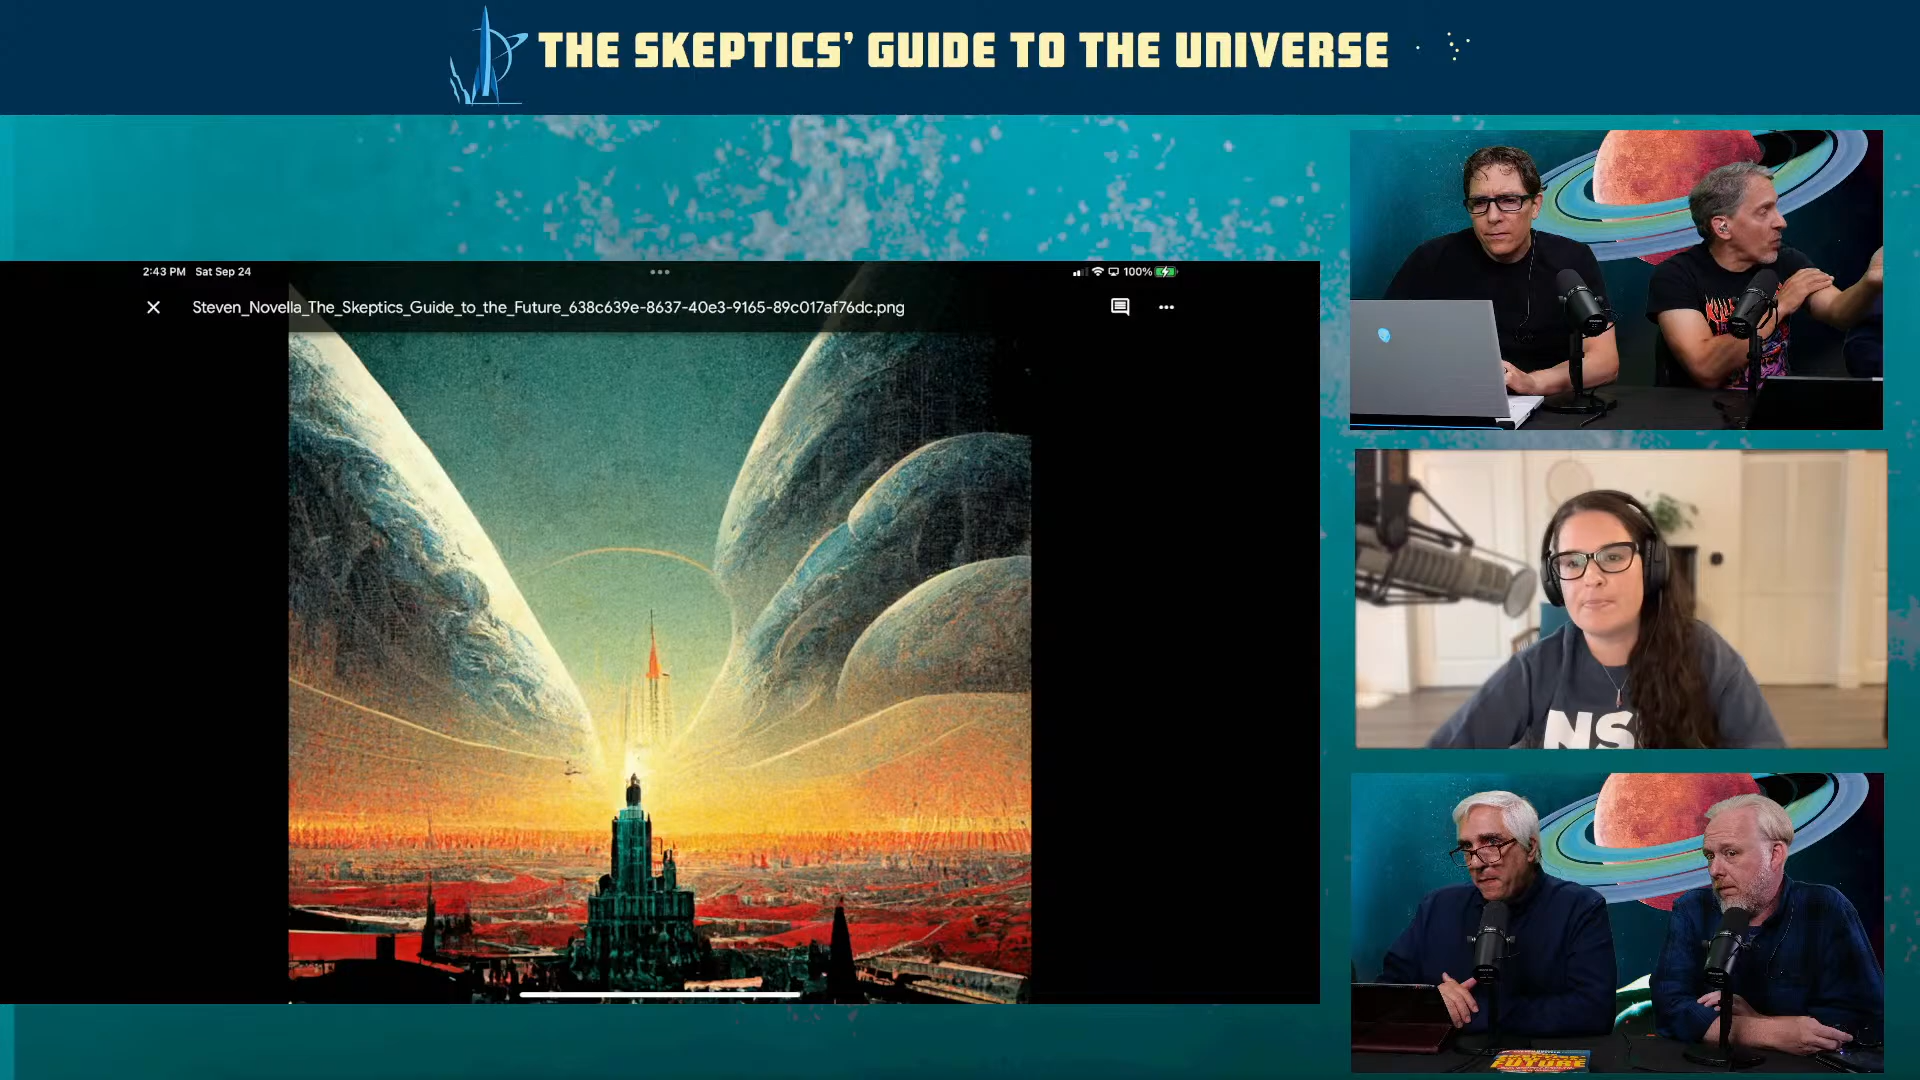 THE SKEPTICS' GUIDE TO THE UNIVERSE
2:43 PM Sat Sep 24
100%
Steven_Novella_The_Skeptics_Guide_to_the_Future_638c639e-8637-40e3-9165-89c017af76dc.png
NS
FUTURE